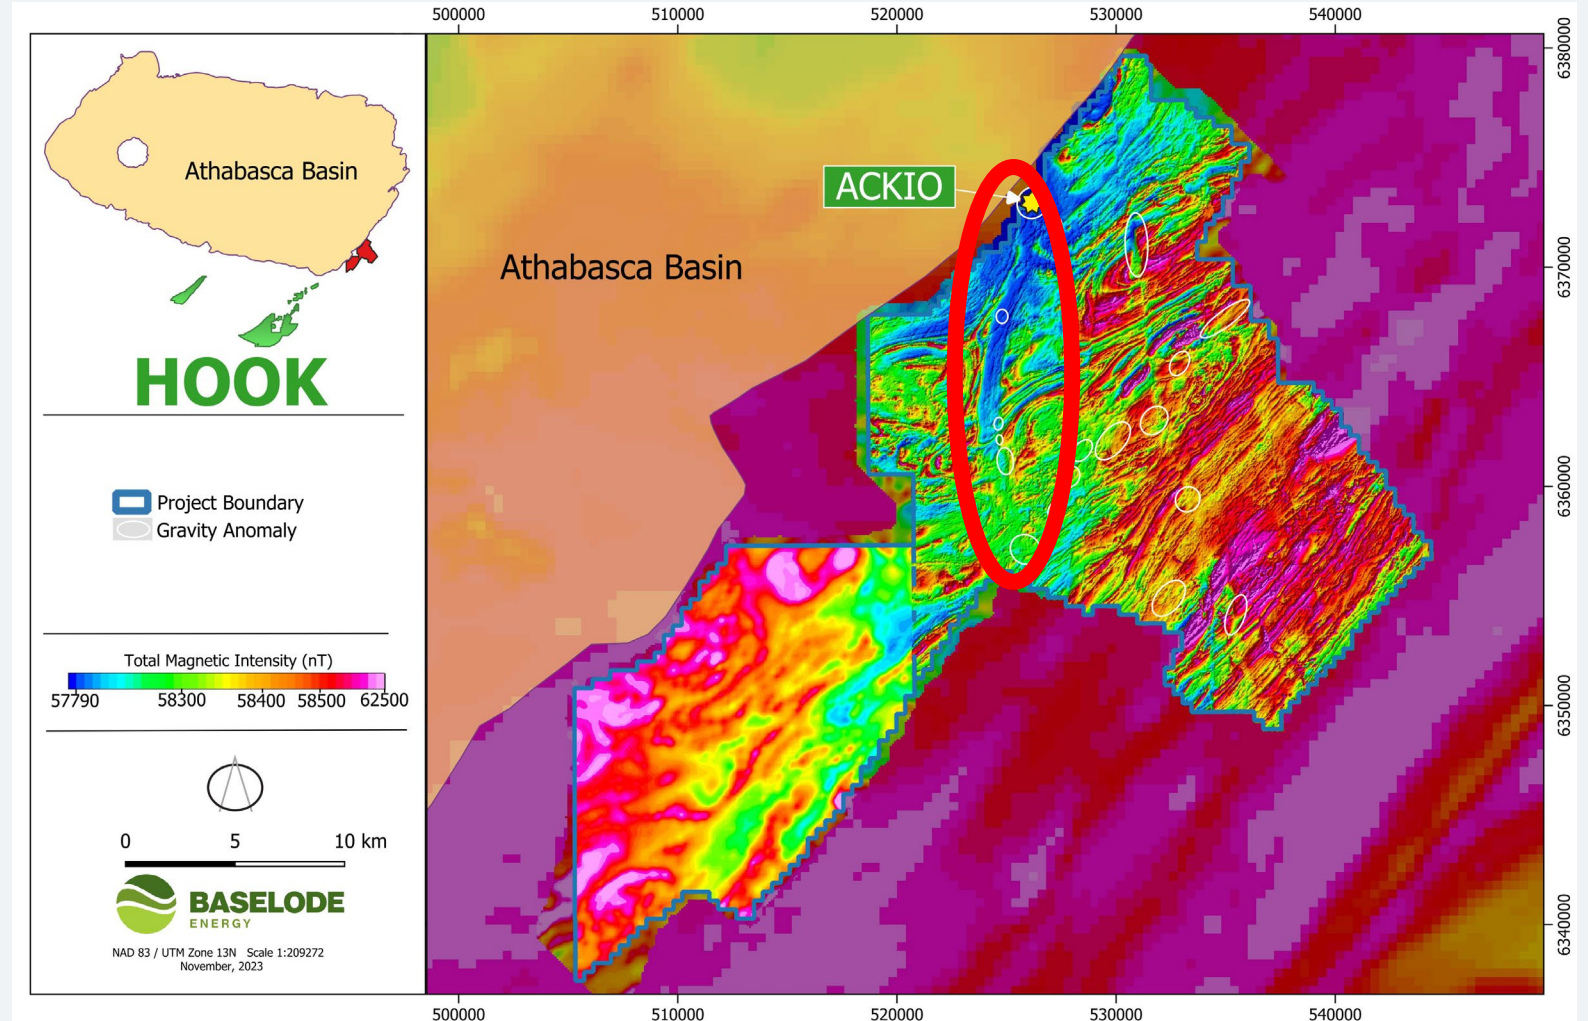 Athabasca Basin
HOOK
Project Boundary
Gravity Anomaly
Total Magnetic Intensity (nT)
57790 58300 58400 58500 62500
0 5 10 km
BASELODE
ENERGY
NAD 83 / UTM Zone 13N Scale 1:209272
November, 2023
500000 510000 520000 530000 540000
ACKIO
Athabasca Basin
6380000
6370000
6360000
6350000
6340000
500000 510000 520000 530000 540000